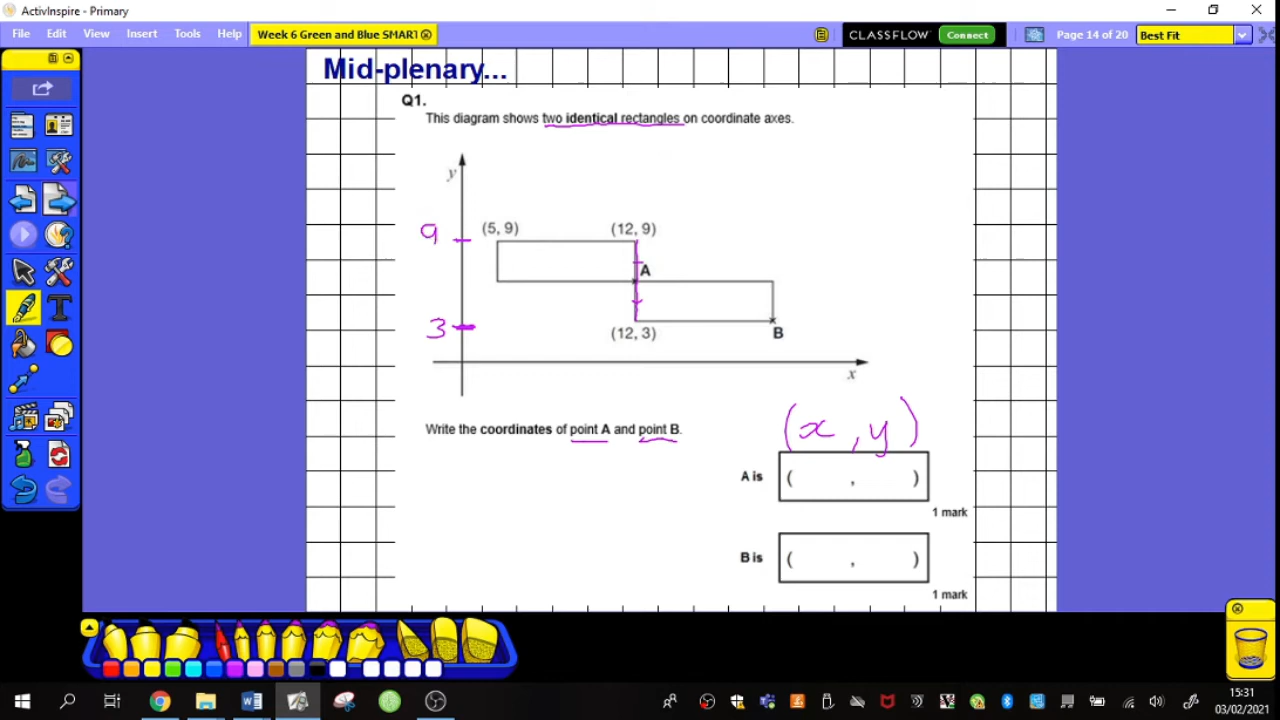 ActivInspire - Primary
File Edit View Insert Tools Help Week 6 Green and Blue SMART CLASSFLOW Connect Page 14 of 20 Best Fit
Mid-plenary...
Q1.
This diagram shows two identical rectangles on coordinate axes.
y
9 (5, 9) (12, 9)
A
3 (12, 3) B
x
Write the coordinates of point A and point B.
(x, y)
A is ( , )
1 mark
B is ( , )
1 mark
15:31
03/02/2021